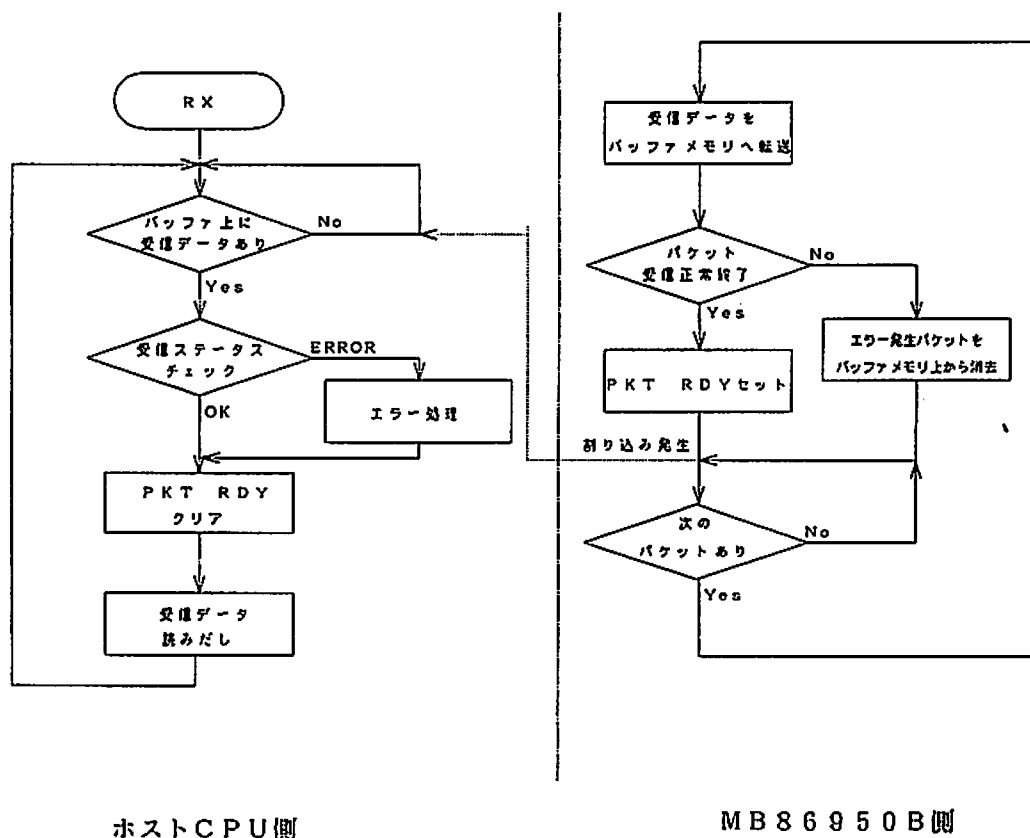 RX
バッファ上に
受信データあり
No
Yes
受信ステータス
チェック
ERROR
OK
エラー処理
PKT RDY
クリア
受信データ
読みだし
ホストCPU側
受信データを
バッファメモリへ転送
パケット
受信正常終了
No
Yes
エラー発生パケットを
バッファメモリ上から消去
PKT RDYセット
割り込み発生
次の
パケットあり
No
Yes
MB86950B側